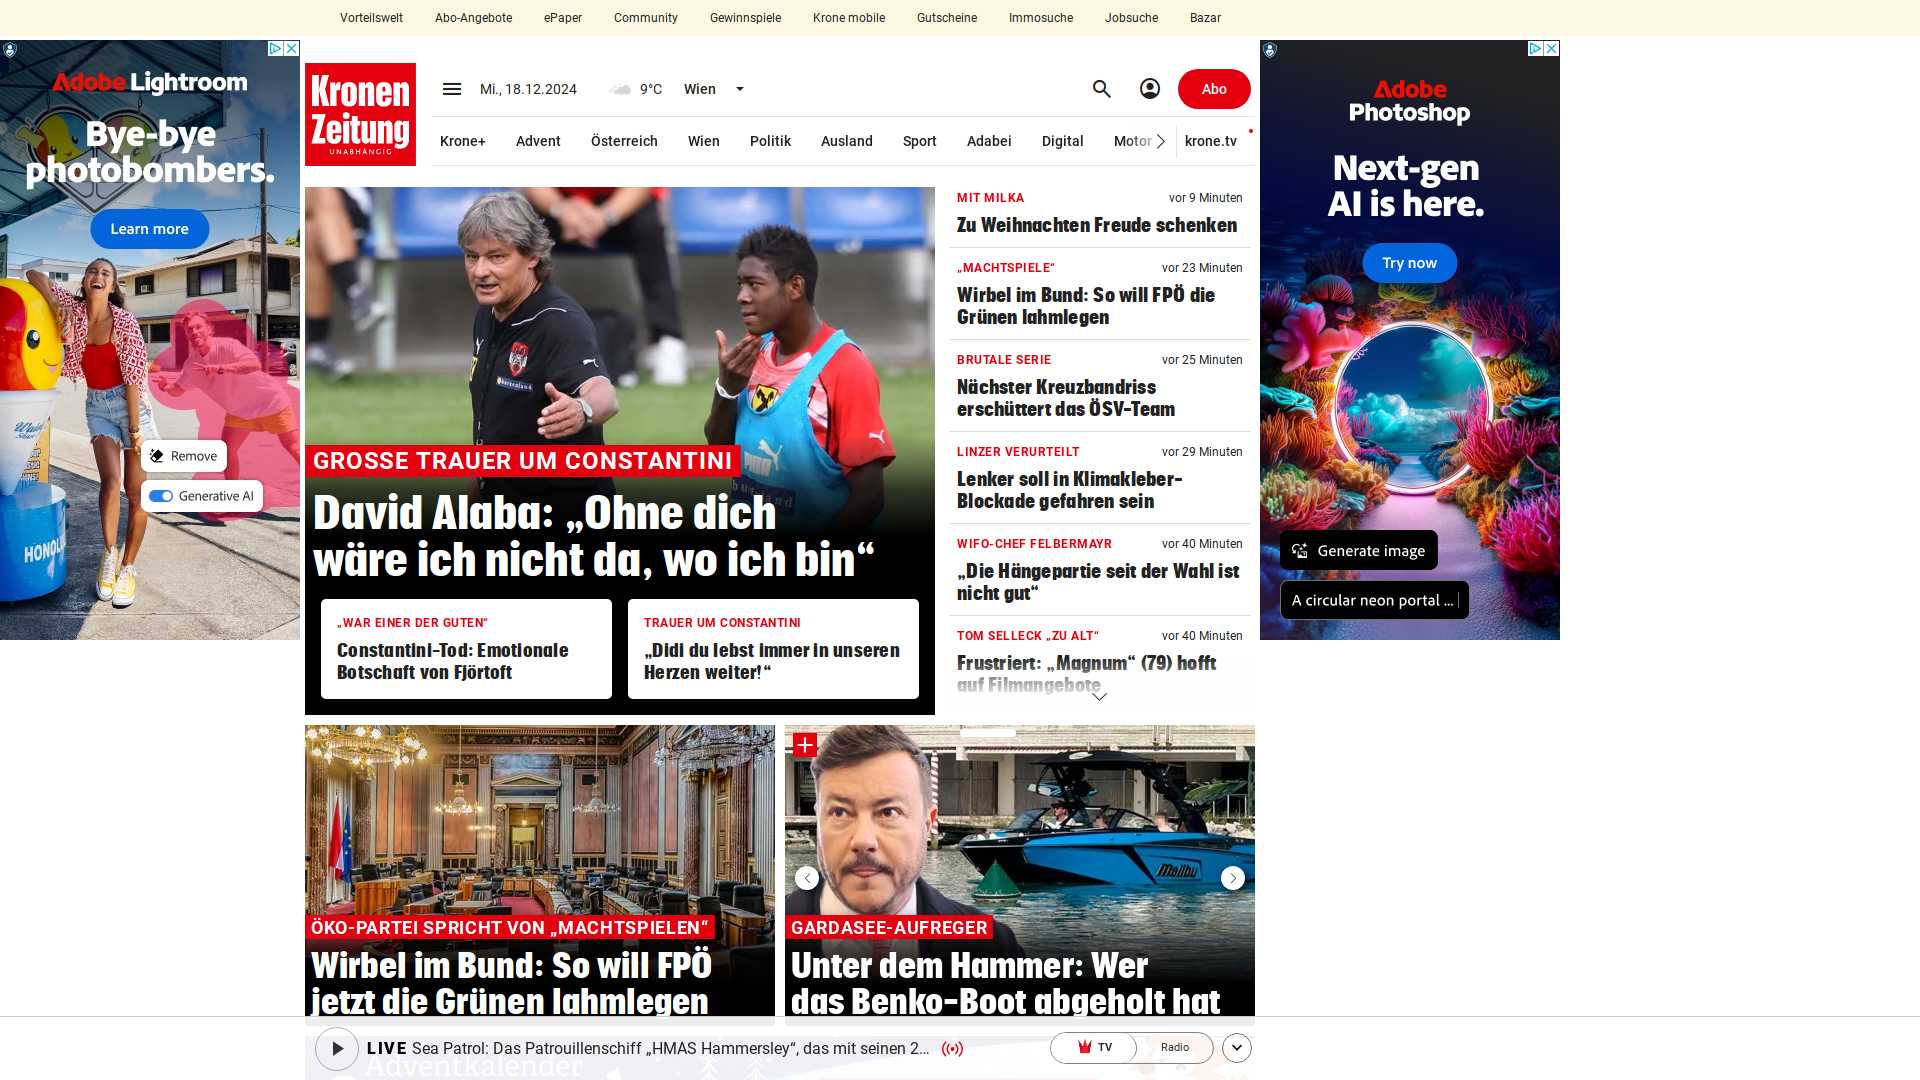 Vorteilswelt
Abo-Angebote
ePaper
Community
Gewinnspiele
Krone mobile
Gutscheine
Immosuche
Jobsuche
Bazar
Adobe Lightroom
Bye-bye
photobombers.
Learn more
Remove
Generative AI
HONOL
Kronen
Zeitung
UNABHÄNGIG
Mi., 18.12.2024
9°C
Wien
Abo
Krone+
Advent
Österreich
Wien
Politik
Ausland
Sport
Adabei
Digital
Motor
krone.tv
GROSSE TRAUER UM CONSTANTINI
David Alaba: „Ohne dich
wäre ich nicht da, wo ich bin“
„WAR EINER DER GUTEN“
Constantini-Tod: Emotionale
Botschaft von Fjörtoft
TRAUER UM CONSTANTINI
„Didi du lebst immer in unseren
Herzen weiter!“
MIT MILKA
vor 9 Minuten
Zu Weihnachten Freude schenken
„MACHTSPIELE“
vor 23 Minuten
Wirbel im Bund: So will FPÖ die
Grünen lahmlegen
BRUTALE SERIE
vor 25 Minuten
Nächster Kreuzbandriss
erschüttert das ÖSV-Team
LINZER VERURTEILT
vor 29 Minuten
Lenker soll in Klimakleber-
Blockade gefahren sein
WIFO-CHEF FELBERMAYR
vor 40 Minuten
„Die Hängepartie seit der Wahl ist
nicht gut“
TOM SELLECK „ZU ALT“
vor 40 Minuten
Frustriert: „Magnum“ (79) hofft
auf Filmangebote
Adobe
Photoshop
Next-gen
AI is here.
Try now
Generate image
A circular neon portal ...
ÖKO-PARTEI SPRICHT VON „MACHTSPIELEN“
Wirbel im Bund: So will FPÖ
jetzt die Grünen lahmlegen
Malibu
GARDASEE-AUFREGER
Unter dem Hammer: Wer
das Benko-Boot abgeholt hat
LIVE Sea Patrol: Das Patrouillenschiff „HMAS Hammersley“, das mit seinen 2...
TV
Radio
Adventkalender